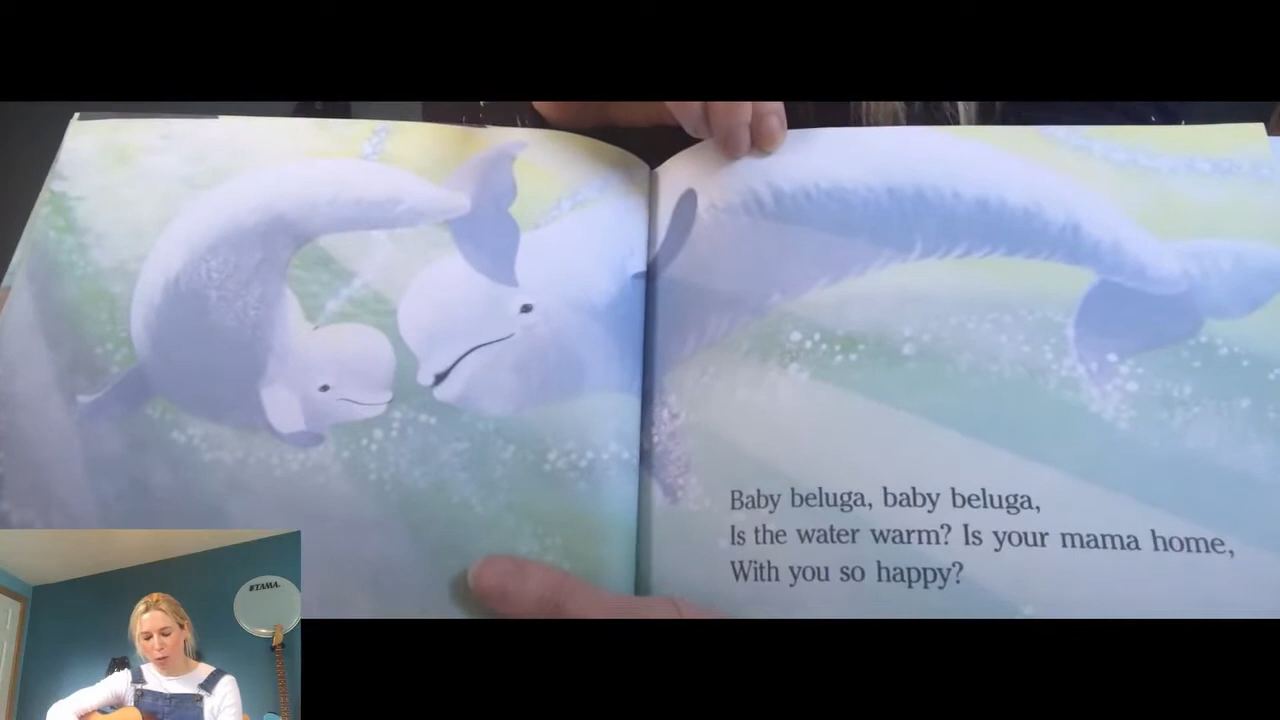 Baby beluga, baby beluga,
Is the water warm? Is your mama home,
With you so happy?
TAMA